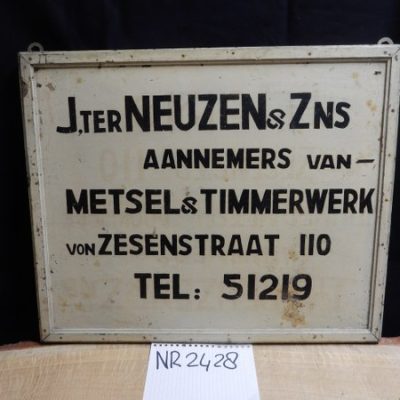 J,TER NEUZEN & ZNS
AANNEMERS VAN-
METSEL & TIMMERWERK
VON ZESENSTRAAT 110
TEL: 51219
NR 2428